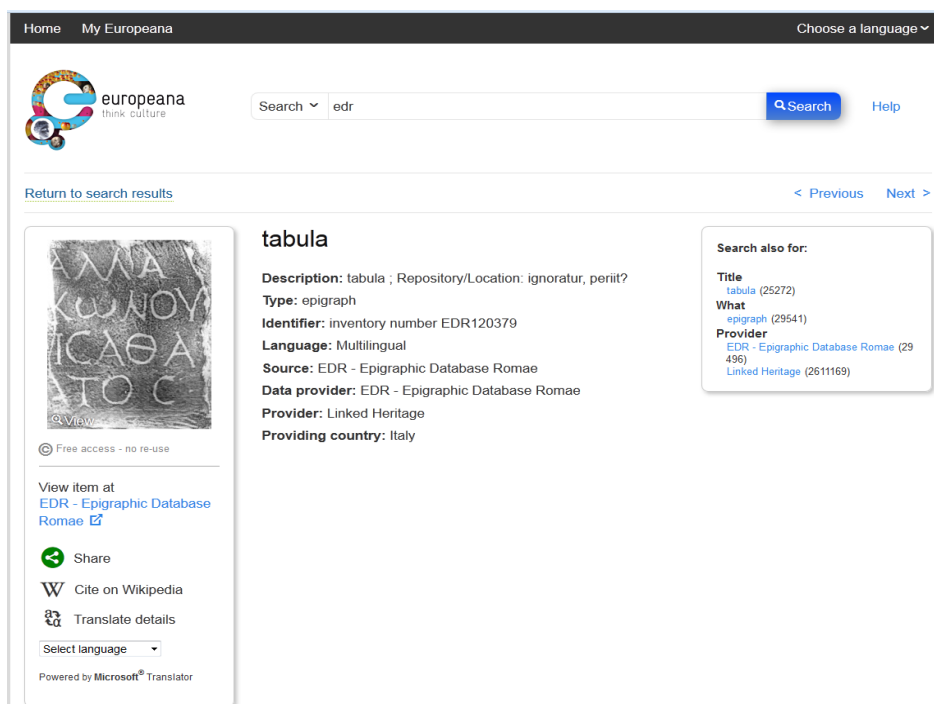 Home My Europeana Choose a language
europeana
think culture
Search edr Search Help
Return to search results < Previous Next >
tabula
Description: tabula ; Repository/Location: ignoratur, periit?
Type: epigraph
Identifier: inventory number EDR120379
Language: Multilingual
Source: EDR - Epigraphic Database Romae
Data provider: EDR - Epigraphic Database Romae
Provider: Linked Heritage
Providing country: Italy
Search also for:
Title
tabula (25272)
What
epigraph (29541)
Provider
EDR - Epigraphic Database Romae (29
496)
Linked Heritage (2611169)
ΑΛΛΑ
ΚωΝΟΥ
ΙϹΑΘΑ
ΤΟ Ϲ
View
© Free access - no re-use
View item at
EDR - Epigraphic Database
Romae
Share
W Cite on Wikipedia
Translate details
Select language
Powered by Microsoft® Translator